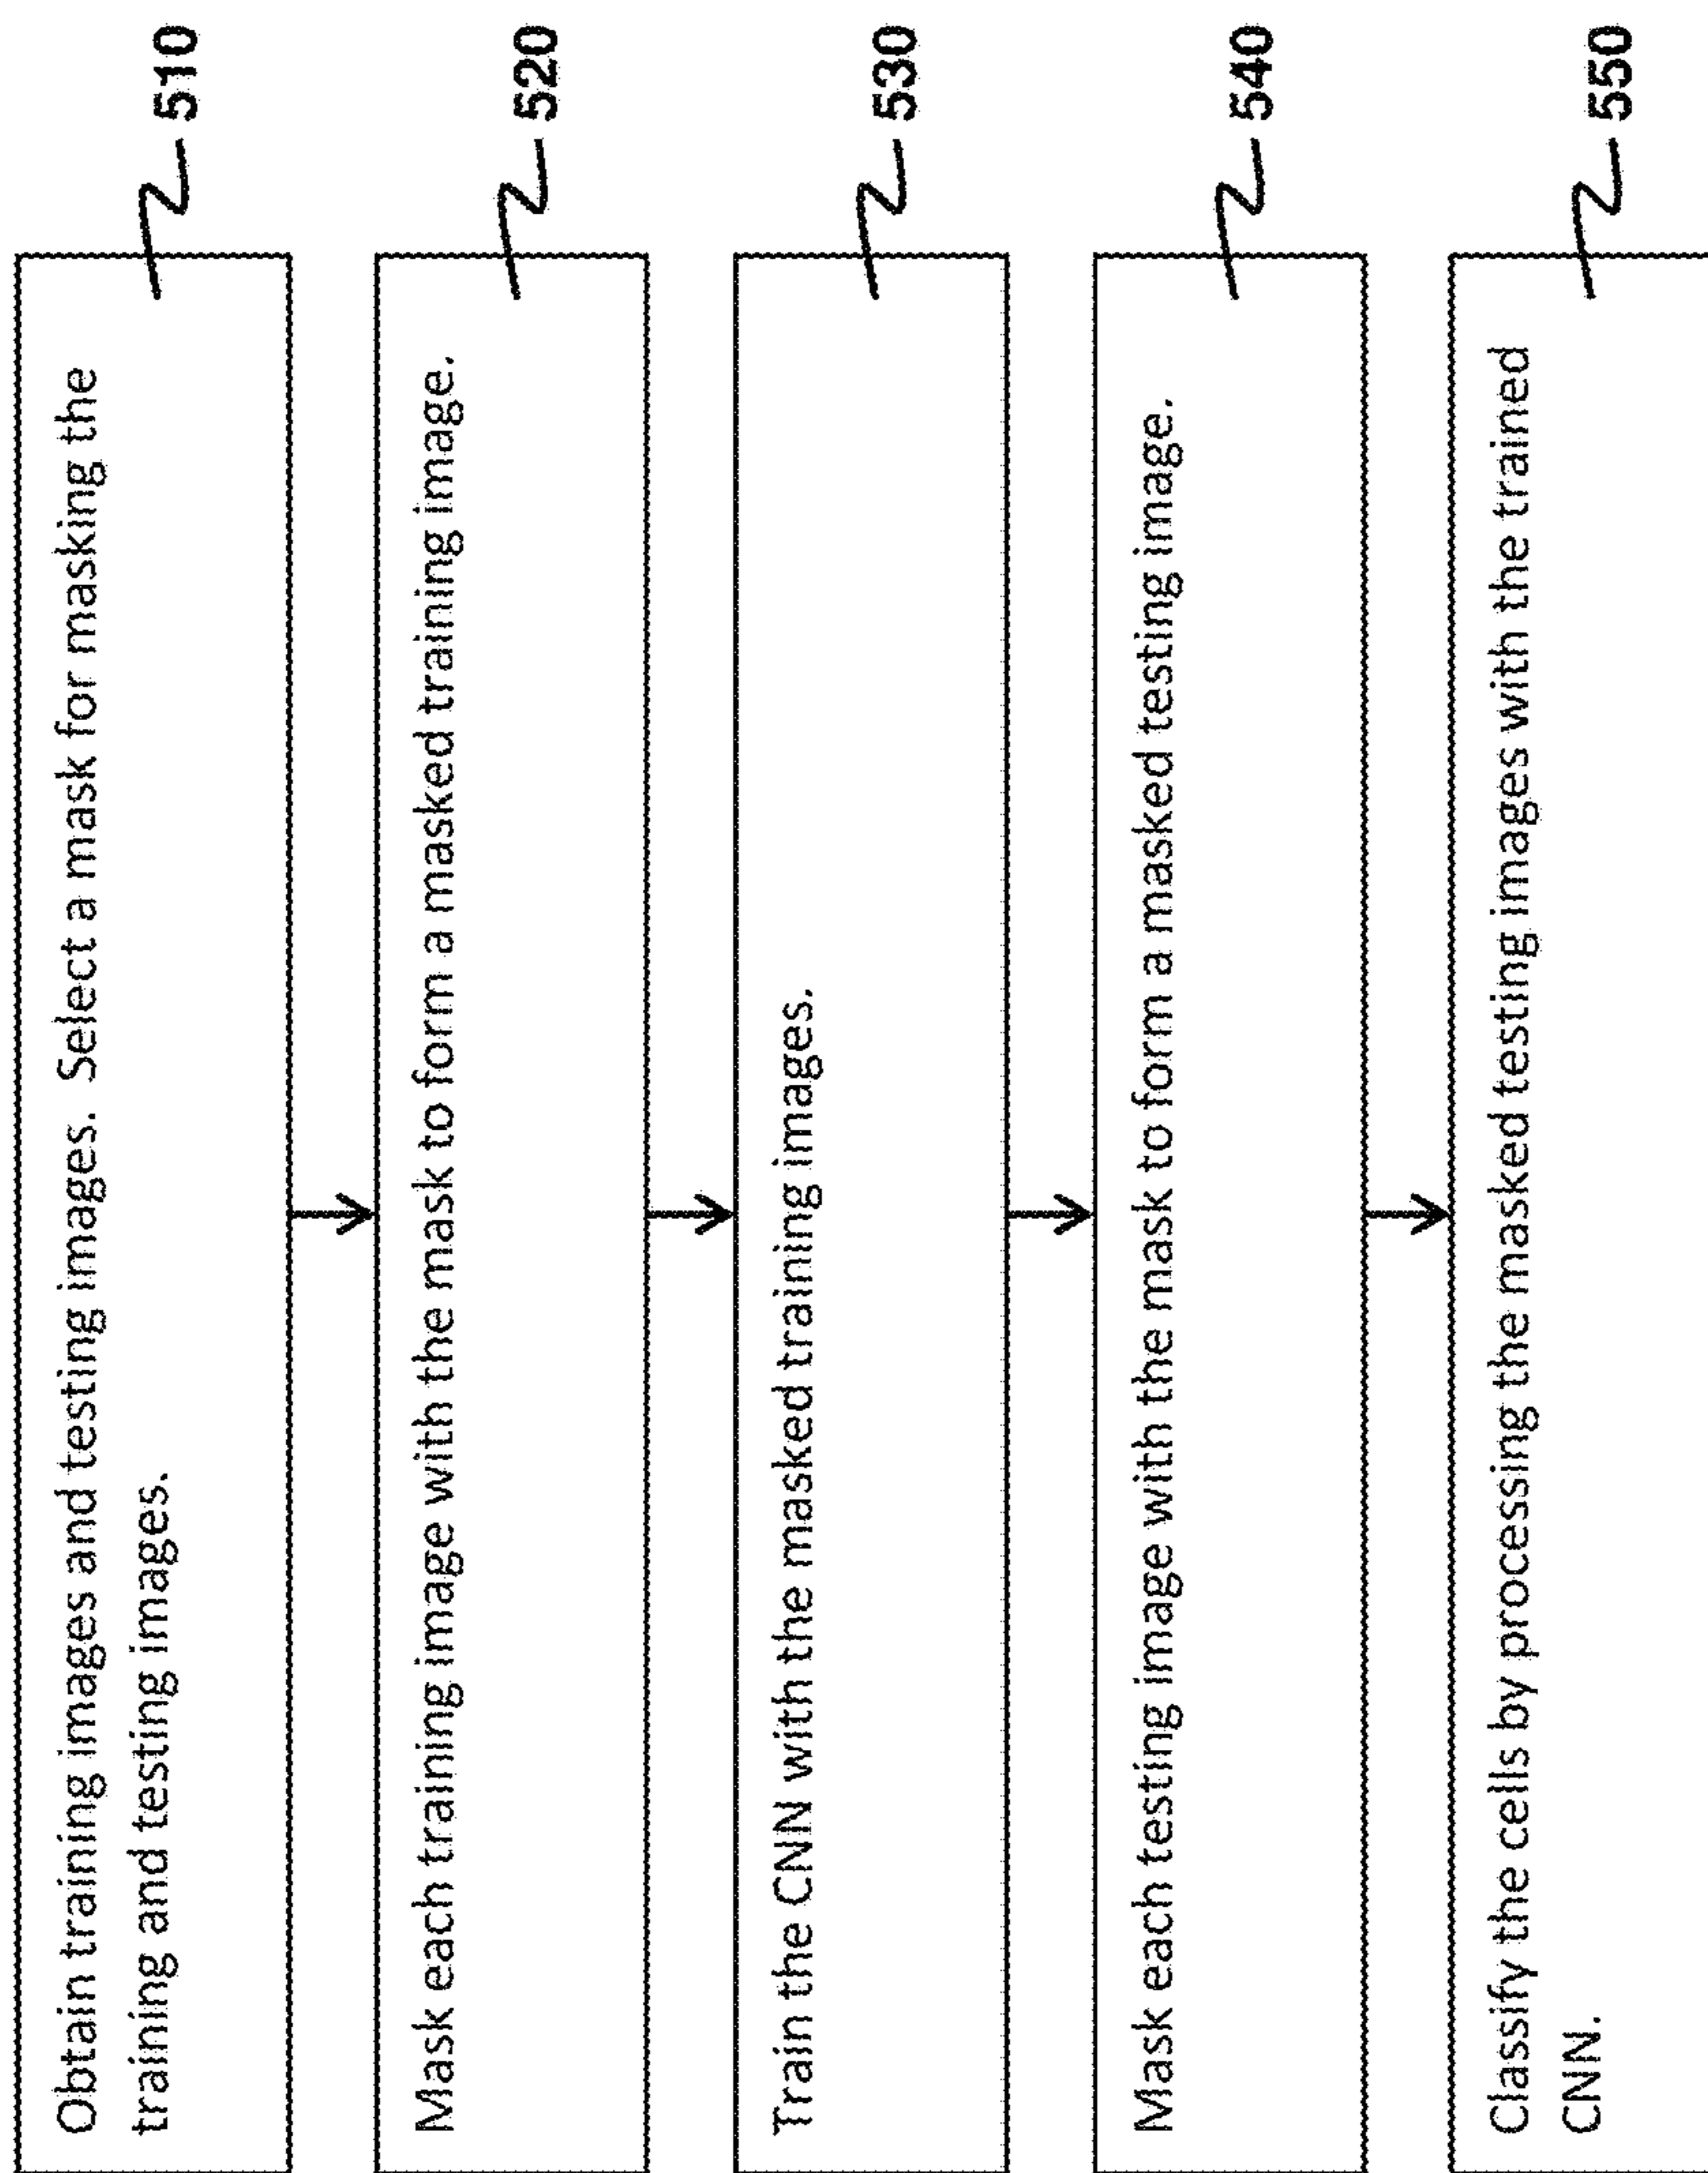 Obtain training images and testing images. Select a mask for masking the
training and testing images.
510
Mask each training image with the mask to form a masked training image.
520
Train the CNN with the masked training images.
530
Mask each testing image with the mask to form a masked testing image.
540
Classify the cells by processing the masked testing images with the trained
CNN.
550